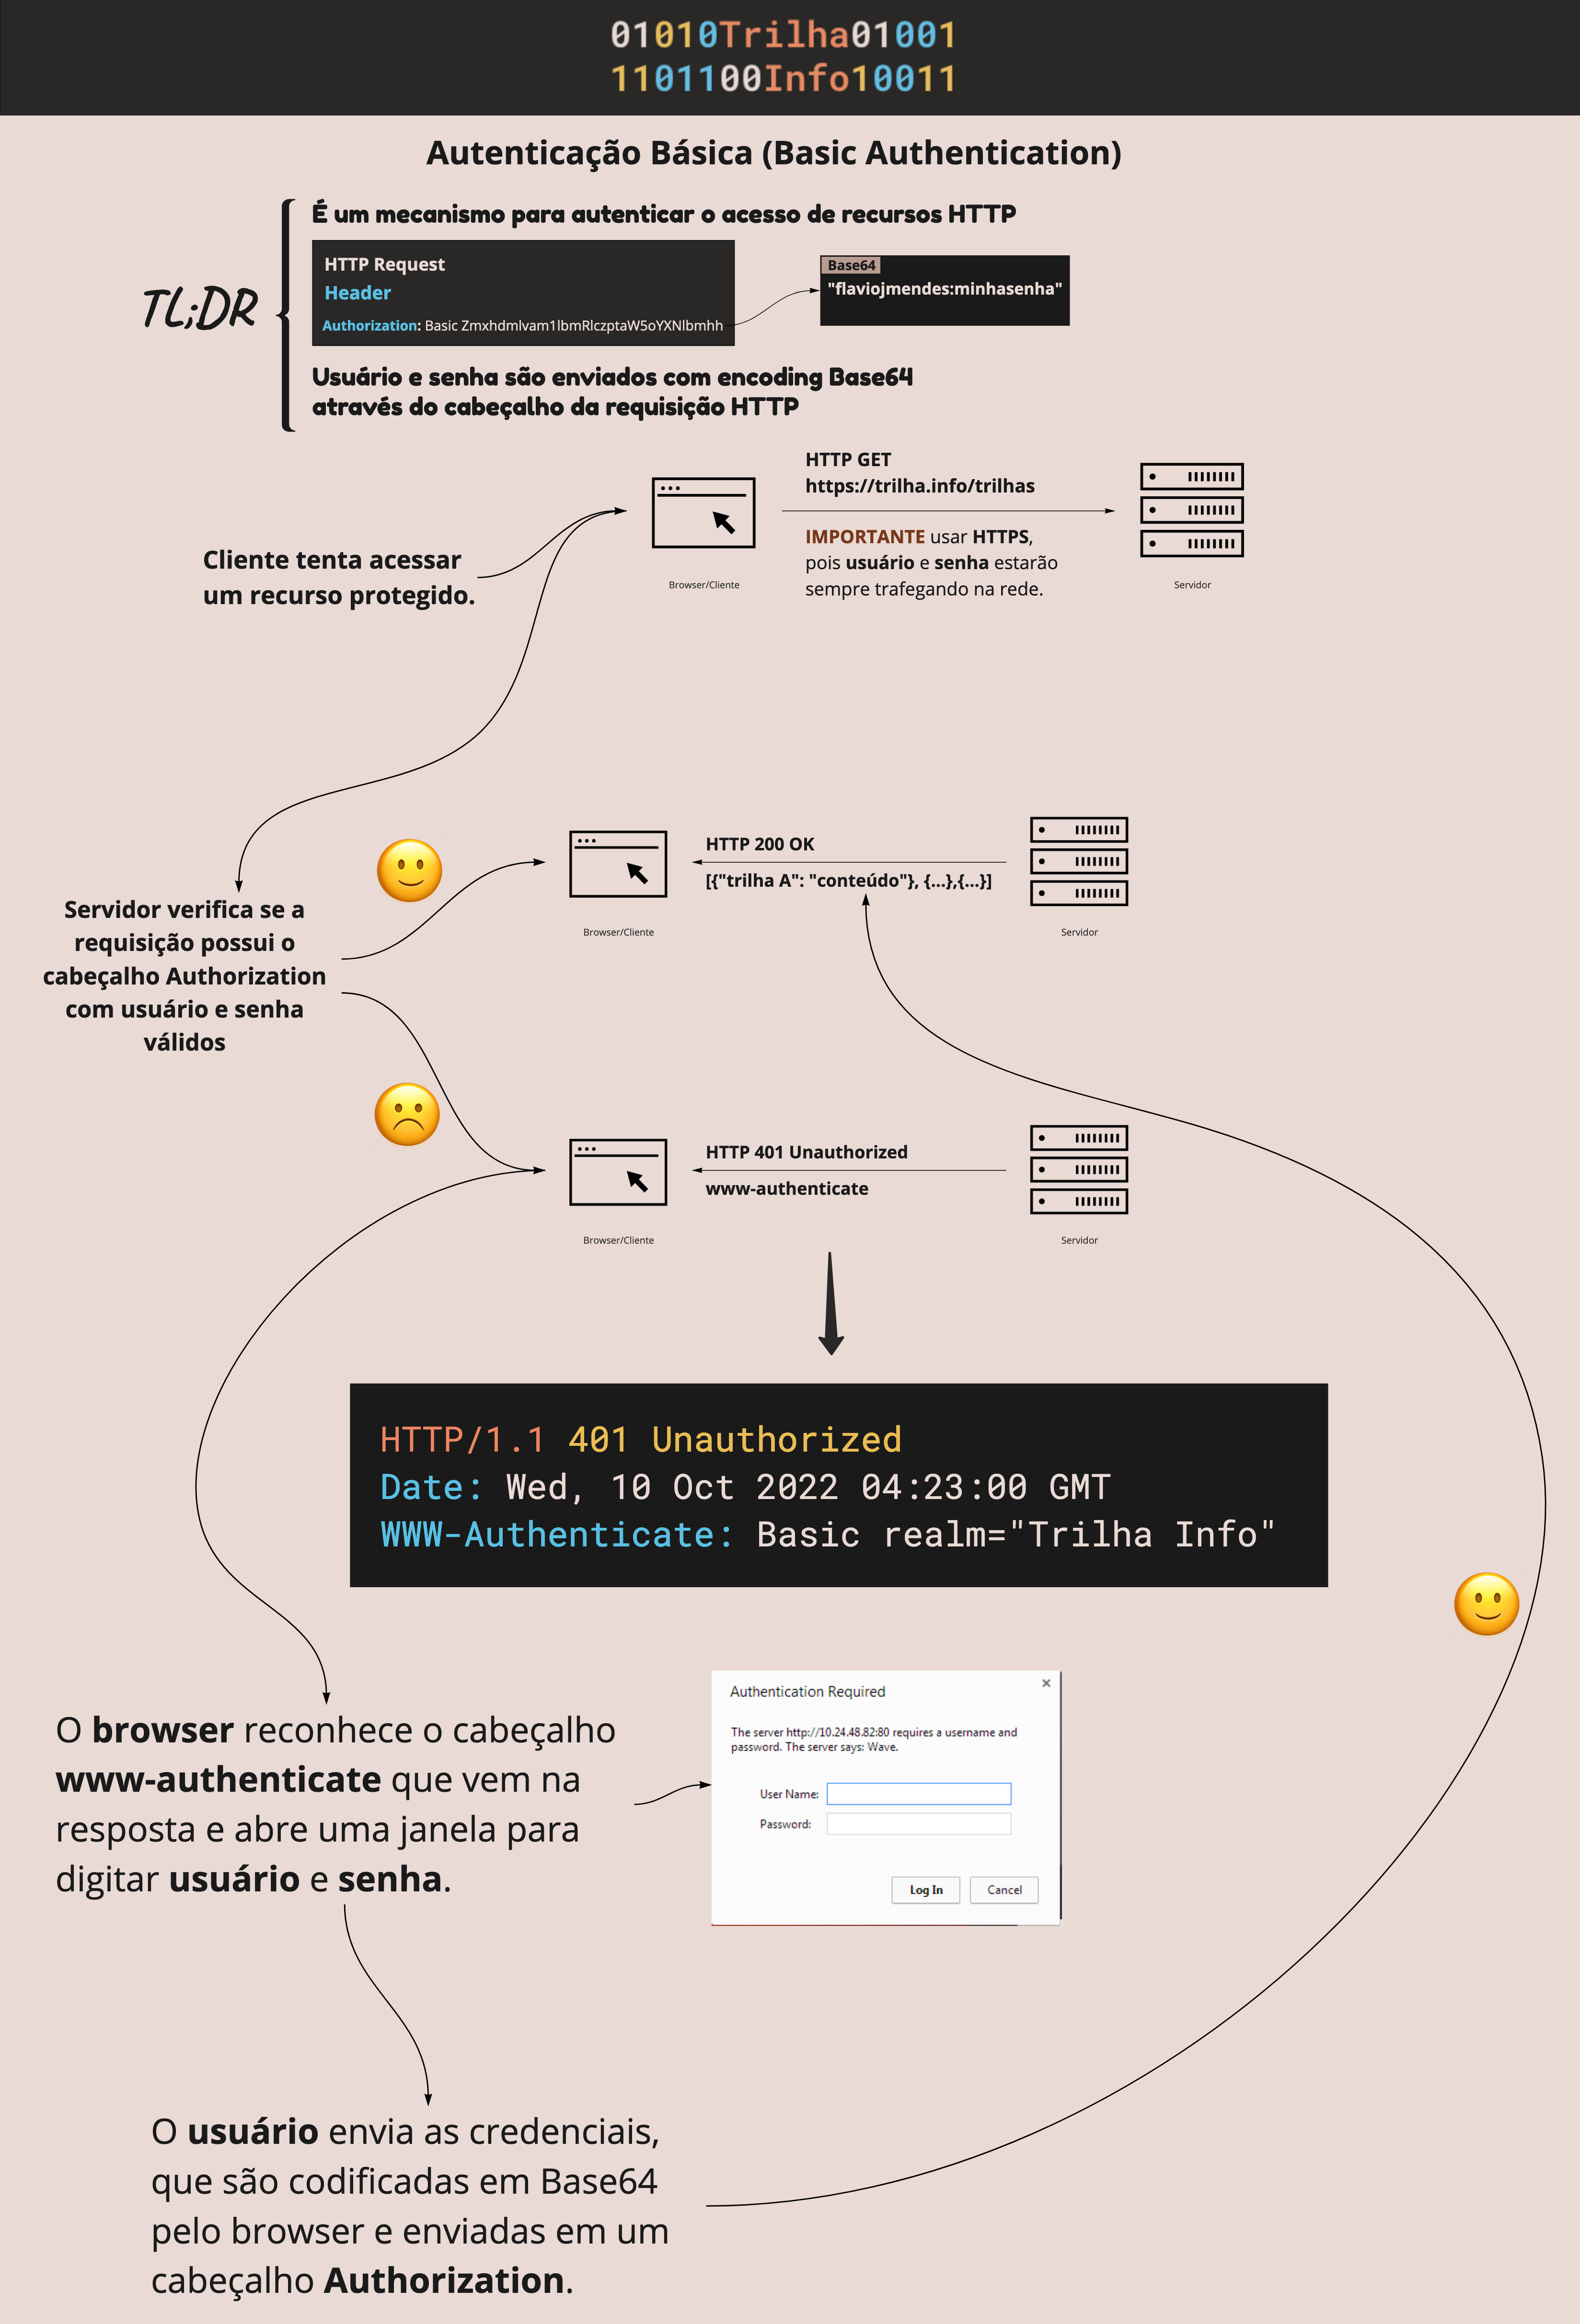 01010Trilha01001
1101100Info10011
Autenticação Básica (Basic Authentication)
TL;DR
É um mecanismo para autenticar o acesso de recursos HTTP
HTTP Request
Header
Authorization: Basic Zmxhdmlvam1lbmRlczptaW5oYXNlbmhh
Base64
"flaviojmendes:minhasenha"
Usuário e senha são enviados com encoding Base64
através do cabeçalho da requisição HTTP
HTTP GET
https://trilha.info/trilhas
IMPORTANTE usar HTTPS,
pois usuário e senha estarão
sempre trafegando na rede.
Browser/Cliente
Servidor
Cliente tenta acessar
um recurso protegido.
HTTP 200 OK
[{"trilha A": "conteúdo"}, {...},{...}]
Browser/Cliente
Servidor
Servidor verifica se a
requisição possui o
cabeçalho Authorization
com usuário e senha
válidos
HTTP 401 Unauthorized
www-authenticate
Browser/Cliente
Servidor
HTTP/1.1 401 Unauthorized
Date: Wed, 10 Oct 2022 04:23:00 GMT
WWW-Authenticate: Basic realm="Trilha Info"
O browser reconhece o cabeçalho
www-authenticate que vem na
resposta e abre uma janela para
digitar usuário e senha.
Authentication Required
The server http://10.24.48.82:80 requires a username and
password. The server says: Wave.
User Name:
Password:
Log In
Cancel
O usuário envia as credenciais,
que são codificadas em Base64
pelo browser e enviadas em um
cabeçalho Authorization.